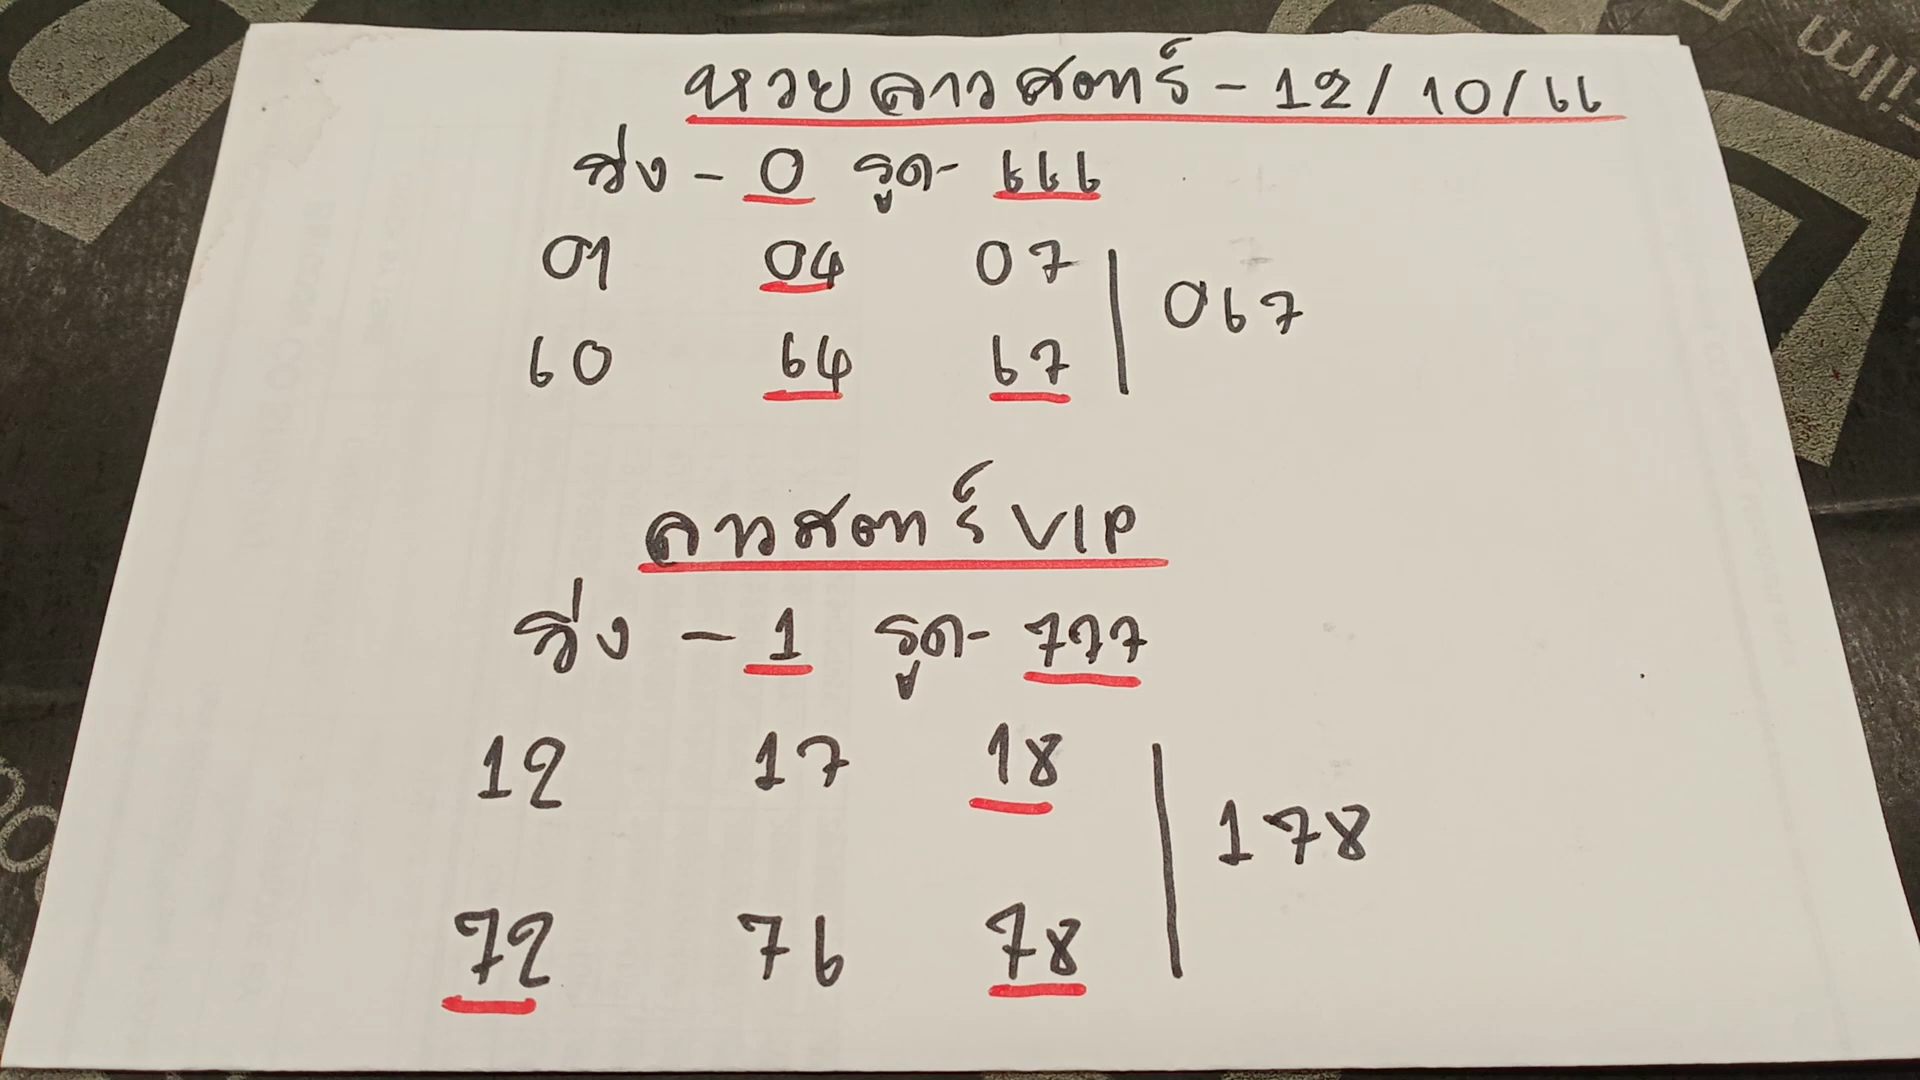 หวยลาวสตาร์ - 12/10/66
วิ่ง - 0 รูด - 666
01 04 07
067
60 64 67
ลาวสตาร์ VIP
วิ่ง - 1 รูด - 777
12 17 18
178
72 76 78